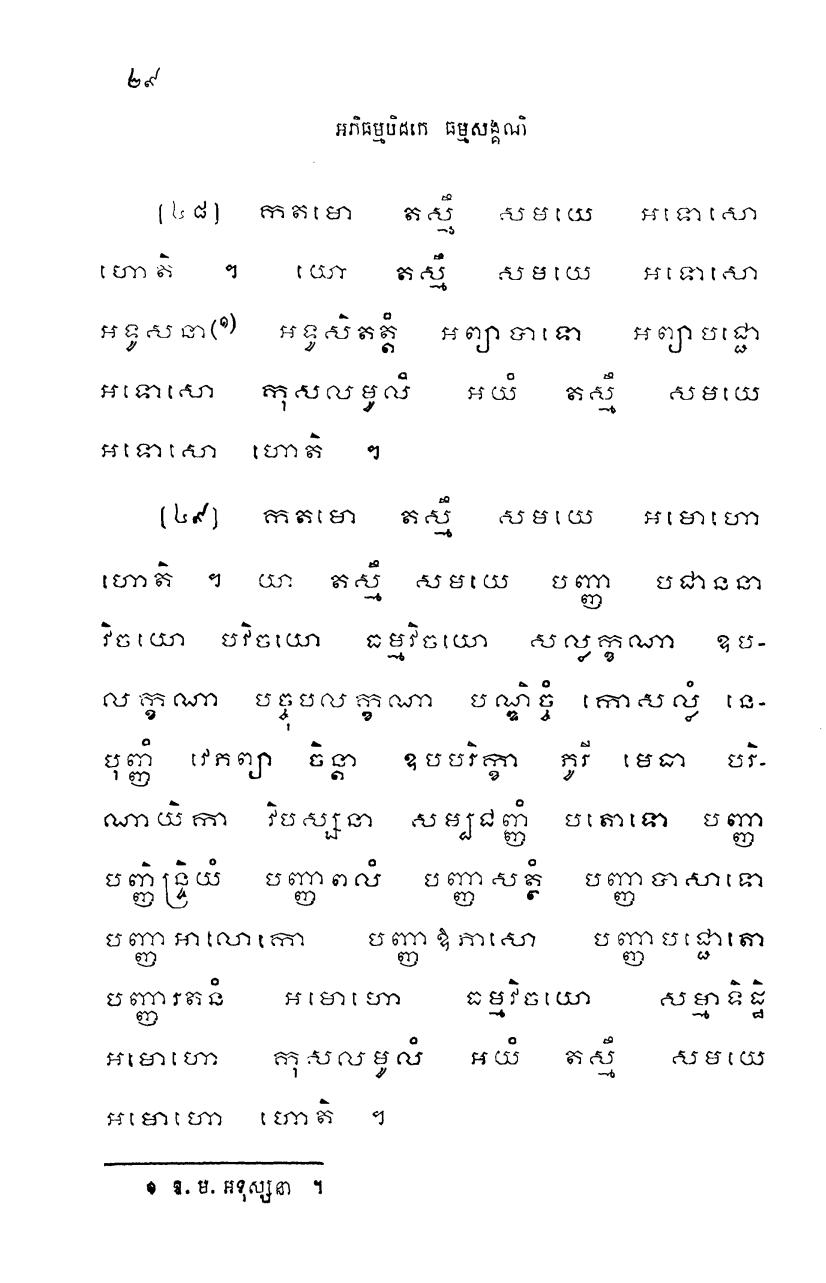 ២៩
អភិធម្មបិដកេ ធម្មសង្គណិ
[៤៨] កតមោ តស្មឹ សមយេ អទោសោ
ហោតិ ។ យោ តស្មឹ សមយេ អទោសោ
អទូសនា(១) អទូសិតត្តំ អព្យាបាទោ អព្យាបជ្ជោ
អទោសោ កុសលមូលំ អយំ តស្មឹ សមយេ
អទោសោ ហោតិ ។
[៤៩] កតមោ តស្មឹ សមយេ អមោហោ
ហោតិ ។ យា តស្មឹ សមយេ បញ្ញា បជាននា
វិចយោ បវិចយោ ធម្មវិចយោ សល្លក្ខណា ឧប-
លក្ខណា បច្ចុបលក្ខណា បណ្ឌិច្ចំ កោសល្លំ នេ-
បុញ្ញំ វេភព្យា ចិន្តា ឧបបរិក្ខា ភូរី មេធា បរិ-
ណាយិកា វិបស្សនា សម្បជញ្ញំ បតោទោ បញ្ញា
បញ្ញិន្ទ្រិយំ បញ្ញាពលំ បញ្ញាសត្ថំ បញ្ញាបាសាទោ
បញ្ញាអាលោកោ បញ្ញាឱភាសោ បញ្ញាបជ្ជោតោ
បញ្ញារតនំ អមោហោ ធម្មវិចយោ សម្មាទិដ្ឋិ
អមោហោ កុសលមូលំ អយំ តស្មឹ សមយេ
អមោហោ ហោតិ ។
១ ឱ. ម. អទុស្សនា ។